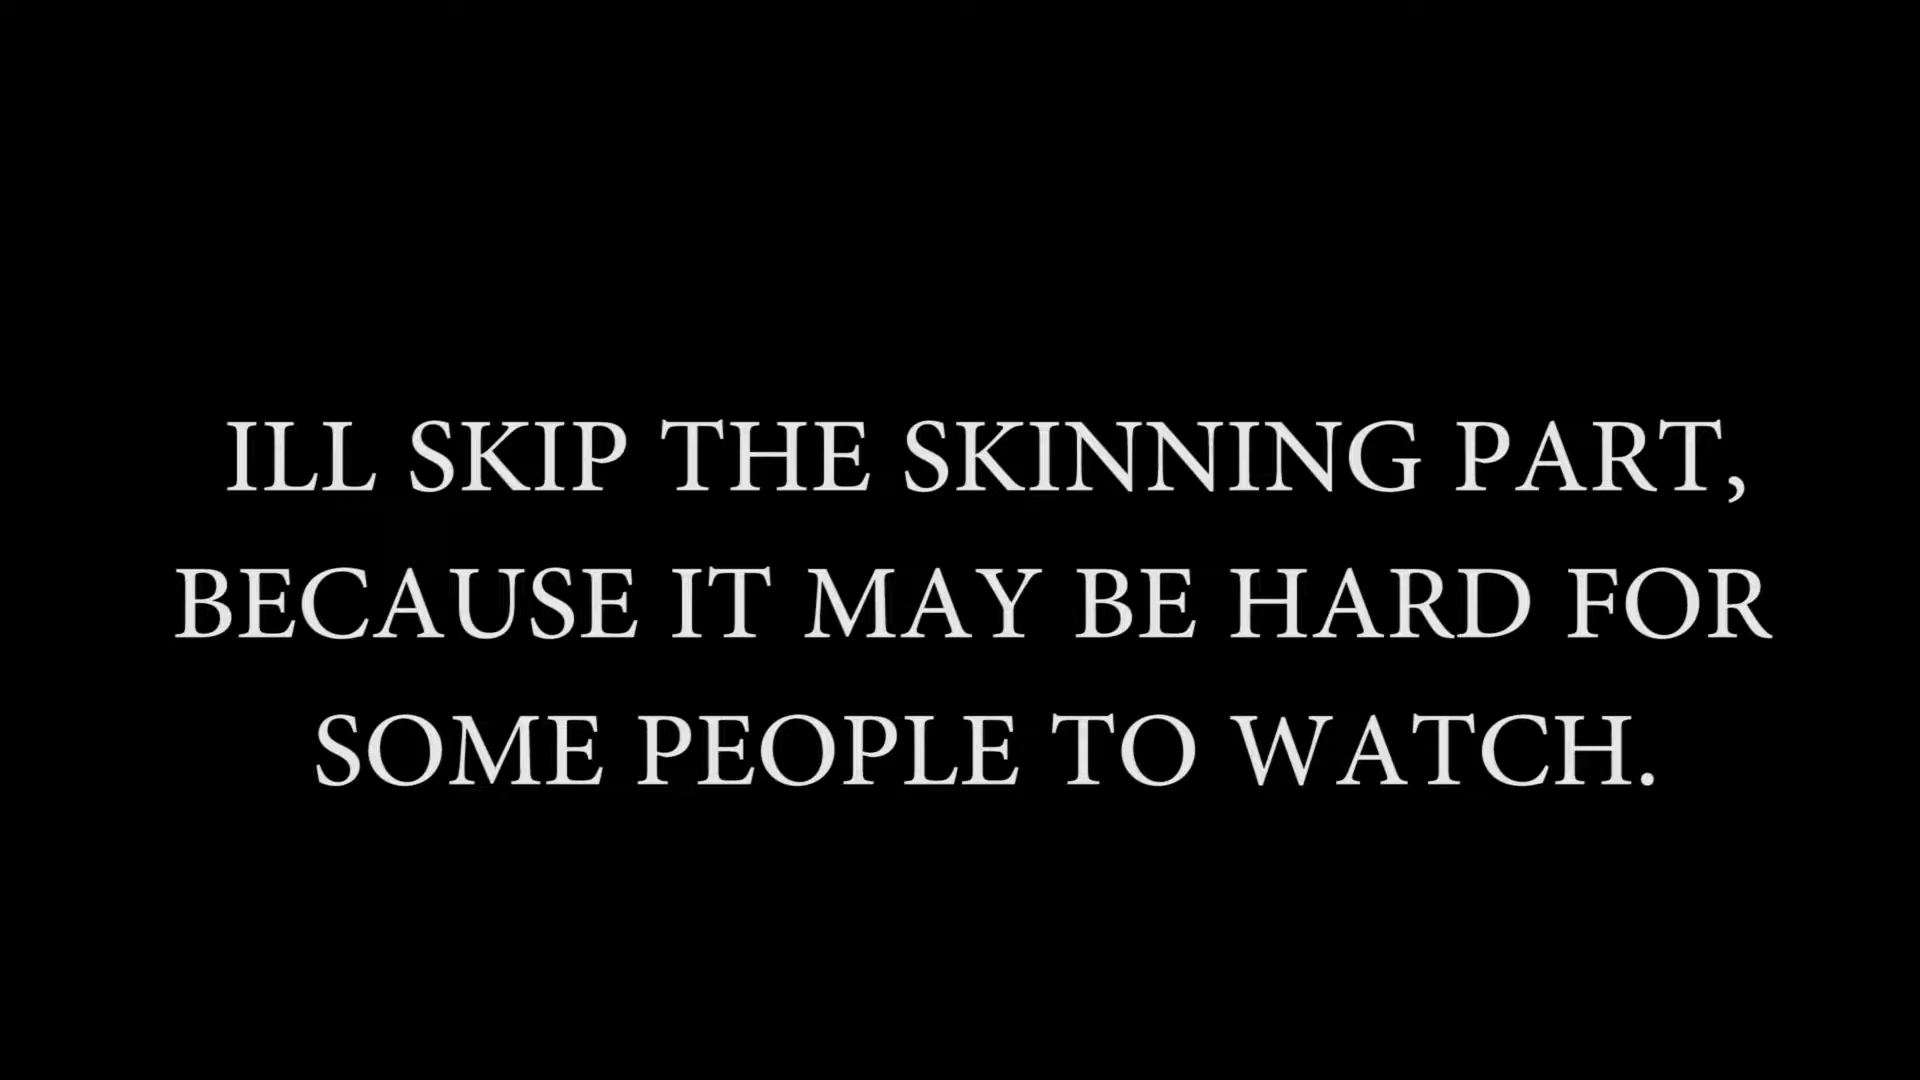 ILL SKIP THE SKINNING PART,
BECAUSE IT MAY BE HARD FOR
SOME PEOPLE TO WATCH.